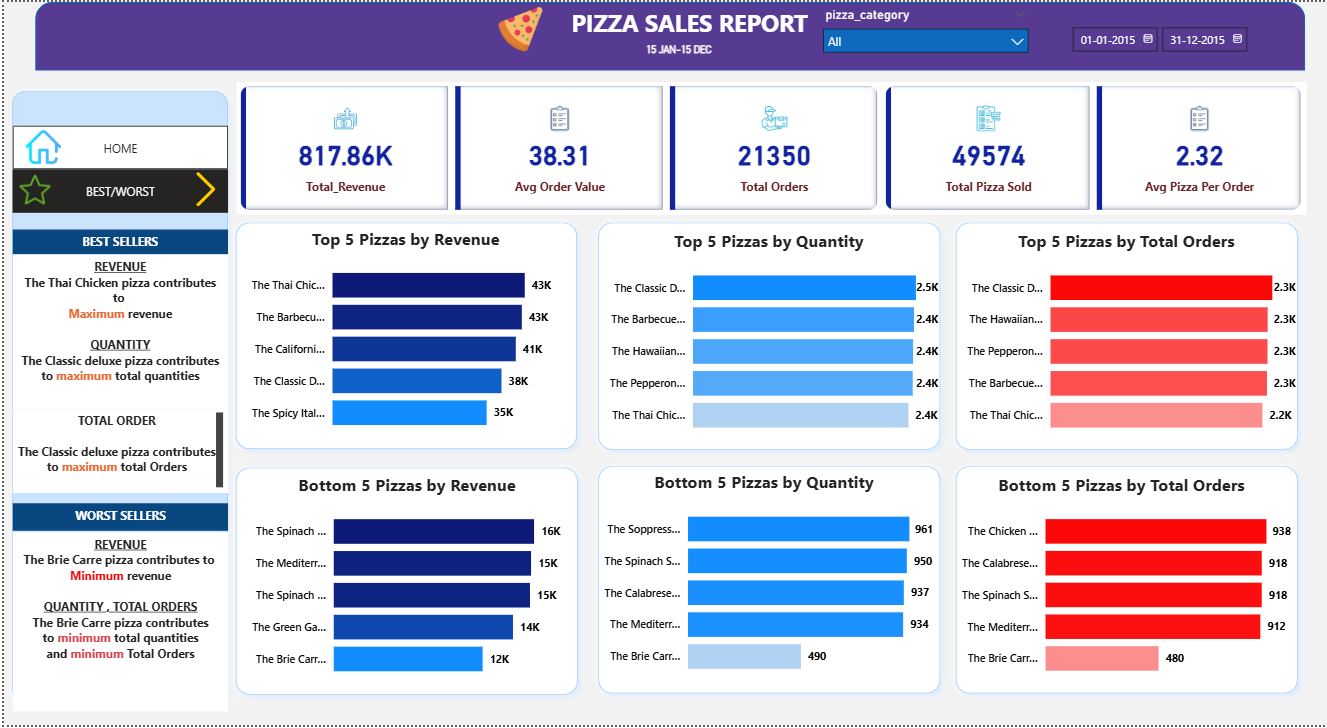 PIZZA SALES REPORT
15 JAN-15 DEC
pizza_category
All
01-01-2015
31-12-2015
HOME
BEST/WORST
BEST SELLERS
REVENUE
The Thai Chicken pizza contributes
to
Maximum revenue
QUANTITY
The Classic deluxe pizza contributes
to maximum total quantities
TOTAL ORDER
The Classic deluxe pizza contributes
to maximum total Orders
WORST SELLERS
REVENUE
The Brie Carre pizza contributes to
Minimum revenue
QUANTITY , TOTAL ORDERS
The Brie Carre pizza contributes
to minimum total quantities
and minimum Total Orders
817.86K
Total_Revenue
38.31
Avg Order Value
21350
Total Orders
49574
Total Pizza Sold
2.32
Avg Pizza Per Order
Top 5 Pizzas by Revenue
The Thai Chic... 43K
The Barbecu... 43K
The Californi... 41K
The Classic D... 38K
The Spicy Ital... 35K
Top 5 Pizzas by Quantity
The Classic D... 2.5K
The Barbecue... 2.4K
The Hawaiian... 2.4K
The Pepperon... 2.4K
The Thai Chic... 2.4K
Top 5 Pizzas by Total Orders
The Classic D... 2.3K
The Hawaiian... 2.3K
The Pepperon... 2.3K
The Barbecue... 2.3K
The Thai Chic... 2.2K
Bottom 5 Pizzas by Revenue
The Spinach ... 16K
The Mediterr... 15K
The Spinach ... 15K
The Green Ga... 14K
The Brie Carr... 12K
Bottom 5 Pizzas by Quantity
The Soppress... 961
The Spinach S... 950
The Calabrese... 937
The Mediterr... 934
The Brie Carr... 490
Bottom 5 Pizzas by Total Orders
The Chicken ... 938
The Calabrese... 918
The Spinach S... 918
The Mediterr... 912
The Brie Carr... 480